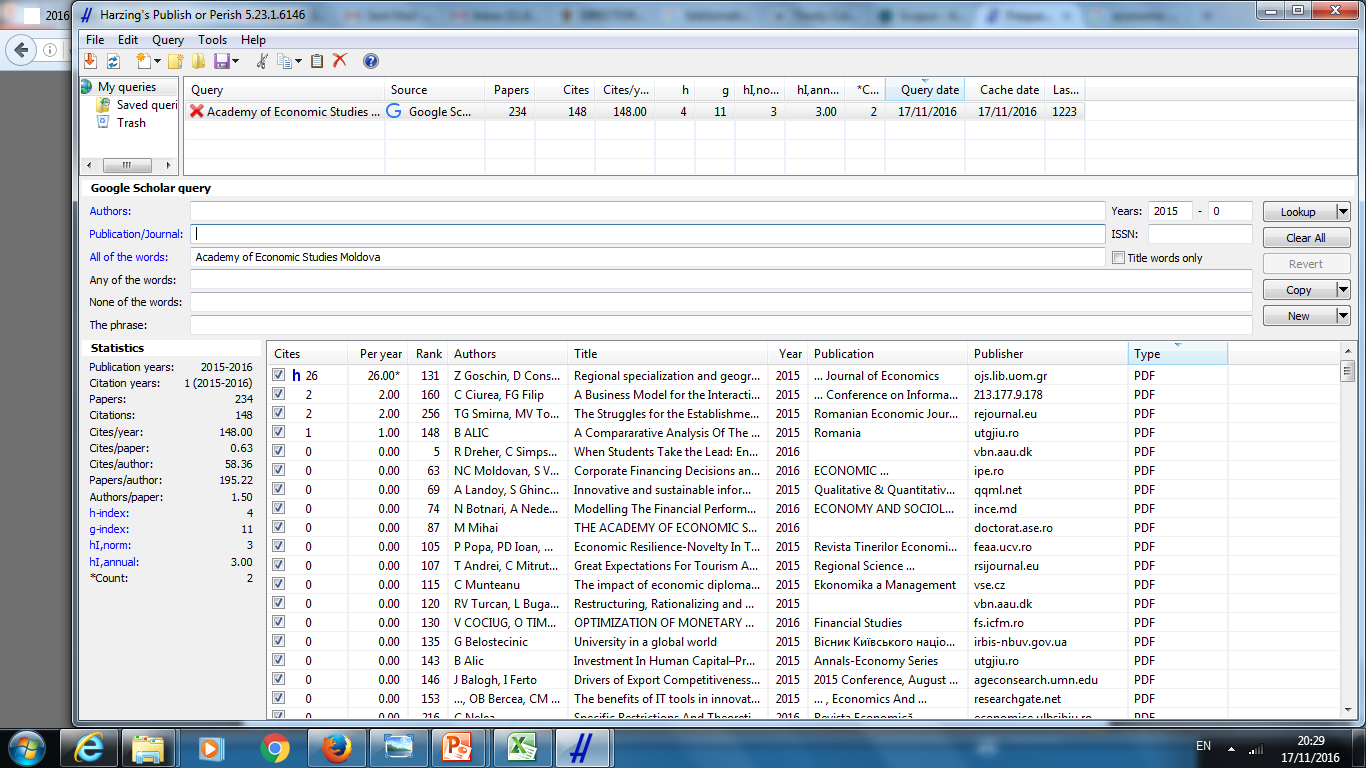 2016
Harzing's Publish or Perish 5.23.1.6146
File Edit Query Tools Help
My queries
Saved queri
Trash
Query Source Papers Cites Cites/y... h g hI,no... hI,ann... *C... Query date Cache date Las...
Academy of Economic Studies ... Google Sc... 234 148 148.00 4 11 3 3.00 2 17/11/2016 17/11/2016 1223
Google Scholar query
Authors: Years: 2015 - 0 Lookup
Publication/Journal: ISSN: Clear All
All of the words: Academy of Economic Studies Moldova Title words only Revert
Any of the words:
None of the words: Copy
The phrase: New
Statistics
Publication years: 2015-2016
Citation years: 1 (2015-2016)
Papers: 234
Citations: 148
Cites/year: 148.00
Cites/paper: 0.63
Cites/author: 58.36
Papers/author: 195.22
Authors/paper: 1.50
h-index: 4
g-index: 11
hI,norm: 3
hI,annual: 3.00
*Count: 2
Cites Per year Rank Authors Title Year Publication Publisher Type
h 26 26.00* 131 Z Goschin, D Cons... Regional specialization and geogr... 2015 ... Journal of Economics ojs.lib.uom.gr PDF
2 2.00 160 C Ciurea, FG Filip A Business Model for the Interacti... 2015 ... Conference on Informa... 213.177.9.178 PDF
2 2.00 256 TG Smirna, MV To... The Struggles for the Establishme... 2015 Romanian Economic Jour... rejournal.eu PDF
1 1.00 148 B ALIC A Compararative Analysis Of The ... 2015 Romania utgjiu.ro PDF
0 0.00 5 R Dreher, C Simps... When Students Take the Lead: En... 2016 vbn.aau.dk PDF
0 0.00 63 NC Moldovan, S V... Corporate Financing Decisions an... 2016 ECONOMIC ... ipe.ro PDF
0 0.00 69 A Landoy, S Ghinc... Innovative and sustainable infor... 2015 Qualitative & Quantitativ... qqml.net PDF
0 0.00 74 N Botnari, A Nede... Modelling The Financial Perform... 2016 ECONOMY AND SOCIOL... ince.md PDF
0 0.00 87 M Mihai THE ACADEMY OF ECONOMIC S... 2016 doctorat.ase.ro PDF
0 0.00 105 P Popa, PD Ioan, ... Economic Resilience-Novelty In T... 2015 Revista Tinerilor Economi... feaa.ucv.ro PDF
0 0.00 107 T Andrei, C Mitrut... Great Expectations For Tourism A... 2015 Regional Science ... rsijournal.eu PDF
0 0.00 115 C Munteanu The impact of economic diploma... 2015 Ekonomika a Management vse.cz PDF
0 0.00 120 RV Turcan, L Buga... Restructuring, Rationalizing and ... 2015 vbn.aau.dk PDF
0 0.00 130 V COCIUG, O TIM... OPTIMIZATION OF MONETARY ... 2016 Financial Studies fs.icfm.ro PDF
0 0.00 135 G Belostecinic University in a global world 2015 Вісник Київського націо... irbis-nbuv.gov.ua PDF
0 0.00 143 B Alic Investment In Human Capital–Pr... 2015 Annals-Economy Series utgjiu.ro PDF
0 0.00 146 J Balogh, I Ferto Drivers of Export Competitiveness... 2015 2015 Conference, August ... ageconsearch.umn.edu PDF
0 0.00 153 ..., OB Bercea, CM ... The benefits of IT tools in innovat... 2015 ... , Economics And ... researchgate.net PDF
0 0.00 216 C Nelea Specific Restrictions And Theoreti... 2016 Revista Economică PDF
EN 20:29
17/11/2016